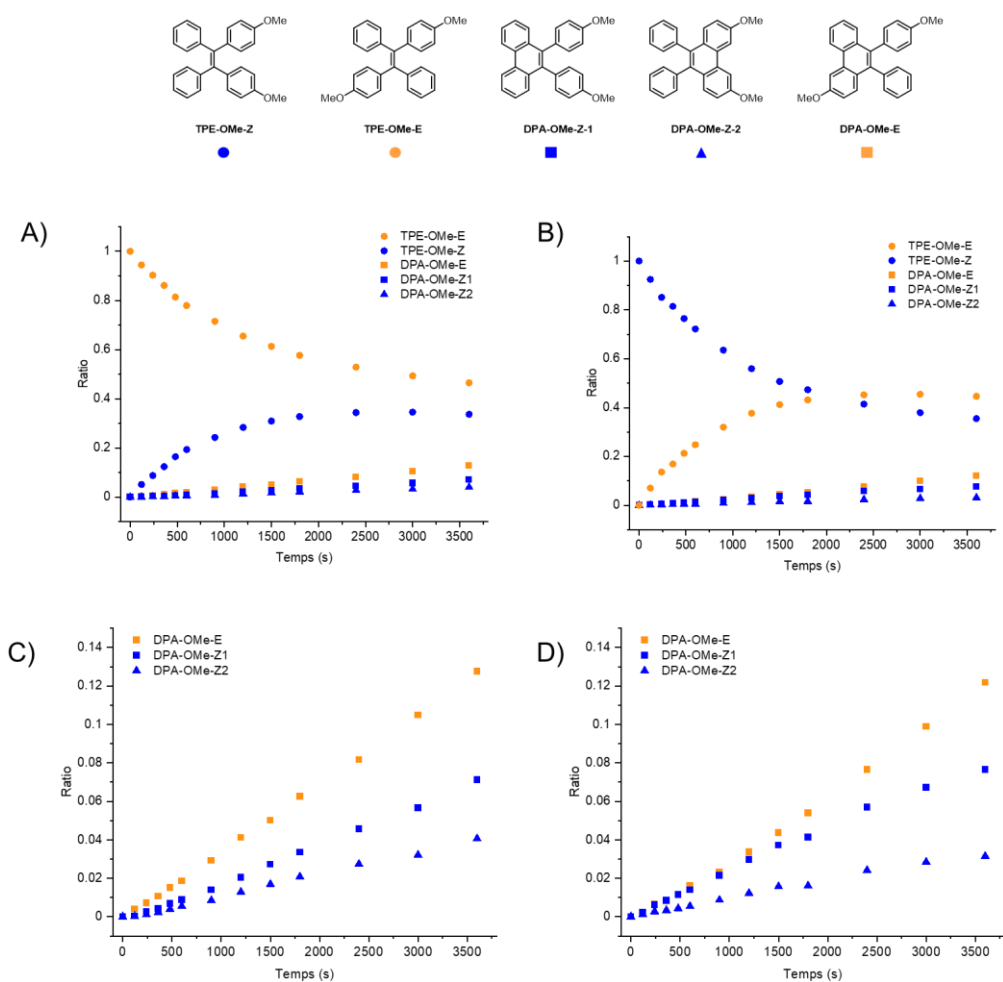 OMe
OMe
OMe
OMe
OMe
MeO
OMe
OMe
OMe
MeO
TPE-OMe-Z
TPE-OMe-E
DPA-OMe-Z-1
DPA-OMe-Z-2
DPA-OMe-E
A)
TPE-OMe-E
TPE-OMe-Z
DPA-OMe-E
DPA-OMe-Z1
DPA-OMe-Z2
1
0.8
0.6
0.4
0.2
0
Ratio
0 500 1000 1500 2000 2500 3000 3500
Temps (s)
B)
TPE-OMe-E
TPE-OMe-Z
DPA-OMe-E
DPA-OMe-Z1
DPA-OMe-Z2
1
0.8
0.6
0.4
0.2
0
Ratio
0 500 1000 1500 2000 2500 3000 3500
Temps (s)
C)
DPA-OMe-E
DPA-OMe-Z1
DPA-OMe-Z2
0.14
0.12
0.1
0.08
0.06
0.04
0.02
0
Ratio
0 500 1000 1500 2000 2500 3000 3500
Temps (s)
D)
DPA-OMe-E
DPA-OMe-Z1
DPA-OMe-Z2
0.14
0.12
0.1
0.08
0.06
0.04
0.02
0
Ratio
0 500 1000 1500 2000 2500 3000 3500
Temps (s)